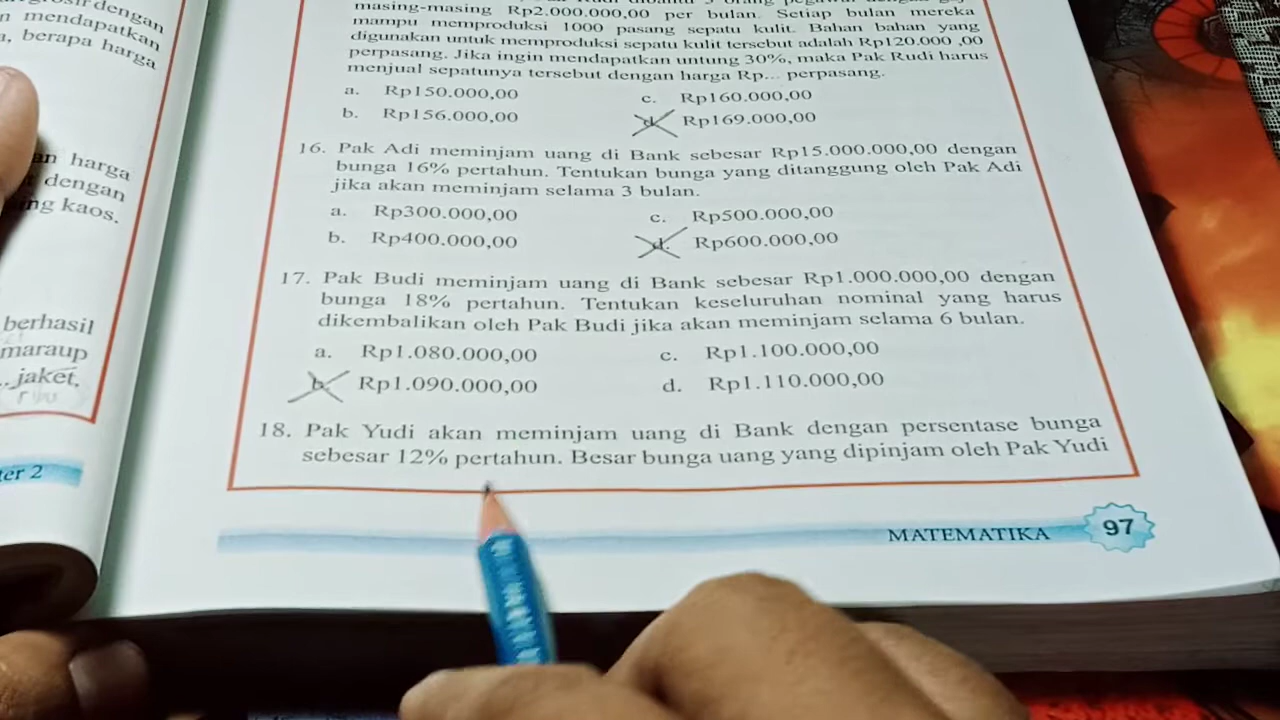 dengan
n mendapatkan
a, berapa harga
an harga
dengan
ng kaos.
berhasil
maraup
jaket,
ter 2
masing-masing Rp2.000.000,00 per bulan. Setiap bulan mereka
mampu memproduksi 1000 pasang sepatu kulit. Bahan bahan yang
digunakan untuk memproduksi sepatu kulit tersebut adalah Rp120.000 ,00
perpasang. Jika ingin mendapatkan untung 30%, maka Pak Rudi harus
menjual sepatunya tersebut dengan harga Rp... perpasang.
a. Rp150.000,00 c. Rp160.000,00
b. Rp156.000,00 d. Rp169.000,00
16. Pak Adi meminjam uang di Bank sebesar Rp15.000.000,00 dengan
bunga 16% pertahun. Tentukan bunga yang ditanggung oleh Pak Adi
jika akan meminjam selama 3 bulan.
a. Rp300.000,00 c. Rp500.000,00
b. Rp400.000,00 d. Rp600.000,00
17. Pak Budi meminjam uang di Bank sebesar Rp1.000.000,00 dengan
bunga 18% pertahun. Tentukan keseluruhan nominal yang harus
dikembalikan oleh Pak Budi jika akan meminjam selama 6 bulan.
a. Rp1.080.000,00 c. Rp1.100.000,00
b. Rp1.090.000,00 d. Rp1.110.000,00
18. Pak Yudi akan meminjam uang di Bank dengan persentase bunga
sebesar 12% pertahun. Besar bunga uang yang dipinjam oleh Pak Yudi
MATEMATIKA 97